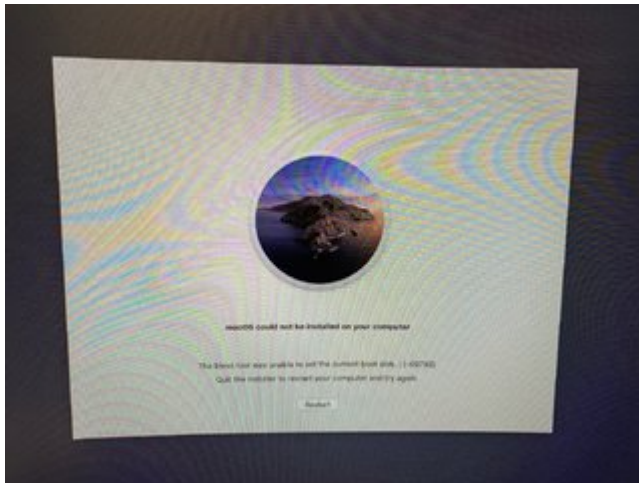 macOS could not be installed on your computer
The bless tool was unable to set the current boot disk.
Quit the installer to restart your computer and try again.
Restart